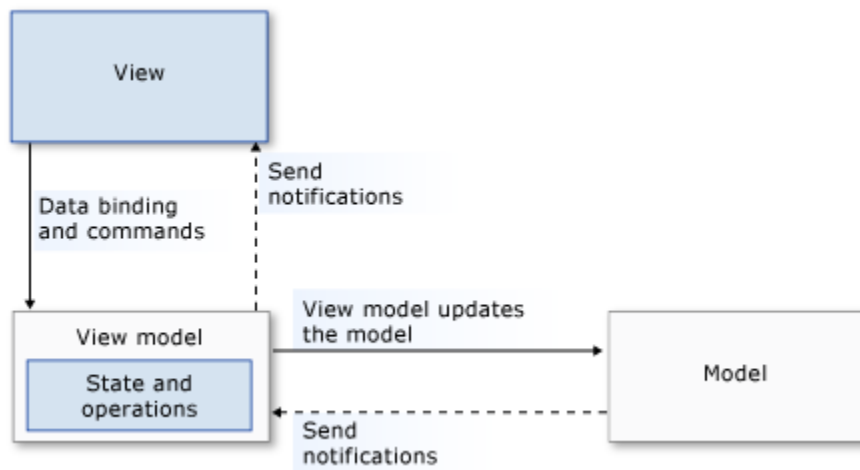 View
Send
notifications
Data binding
and commands
View model updates
the model
View model
State and
operations
Model
Send
notifications